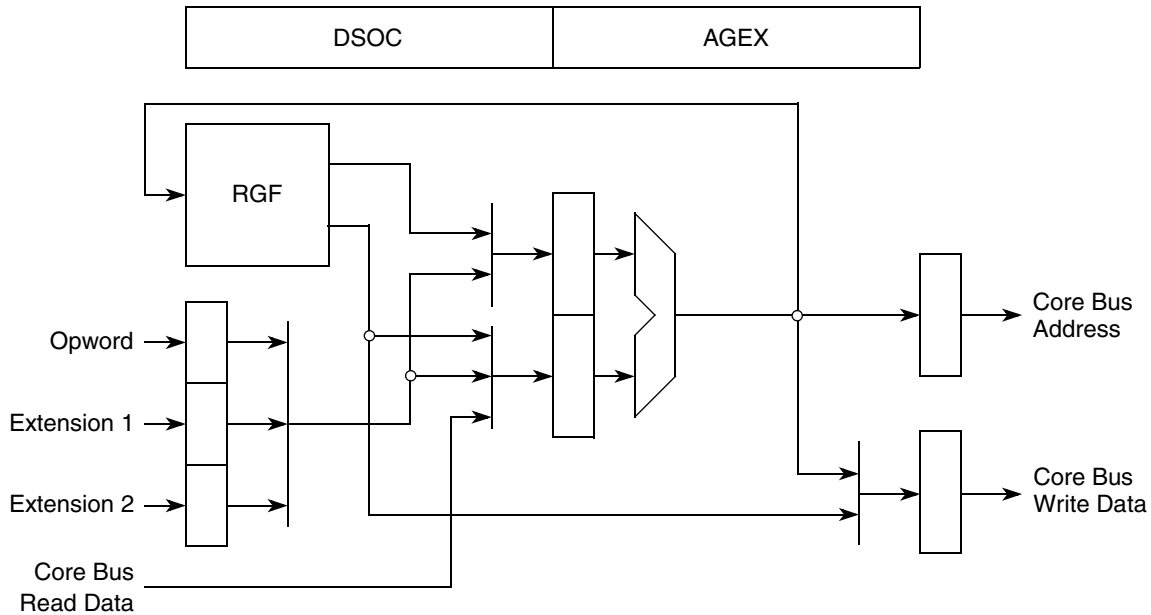 DSOC
AGEX
RGF
Opword
Extension 1
Extension 2
Core Bus
Read Data
Core Bus
Address
Core Bus
Write Data